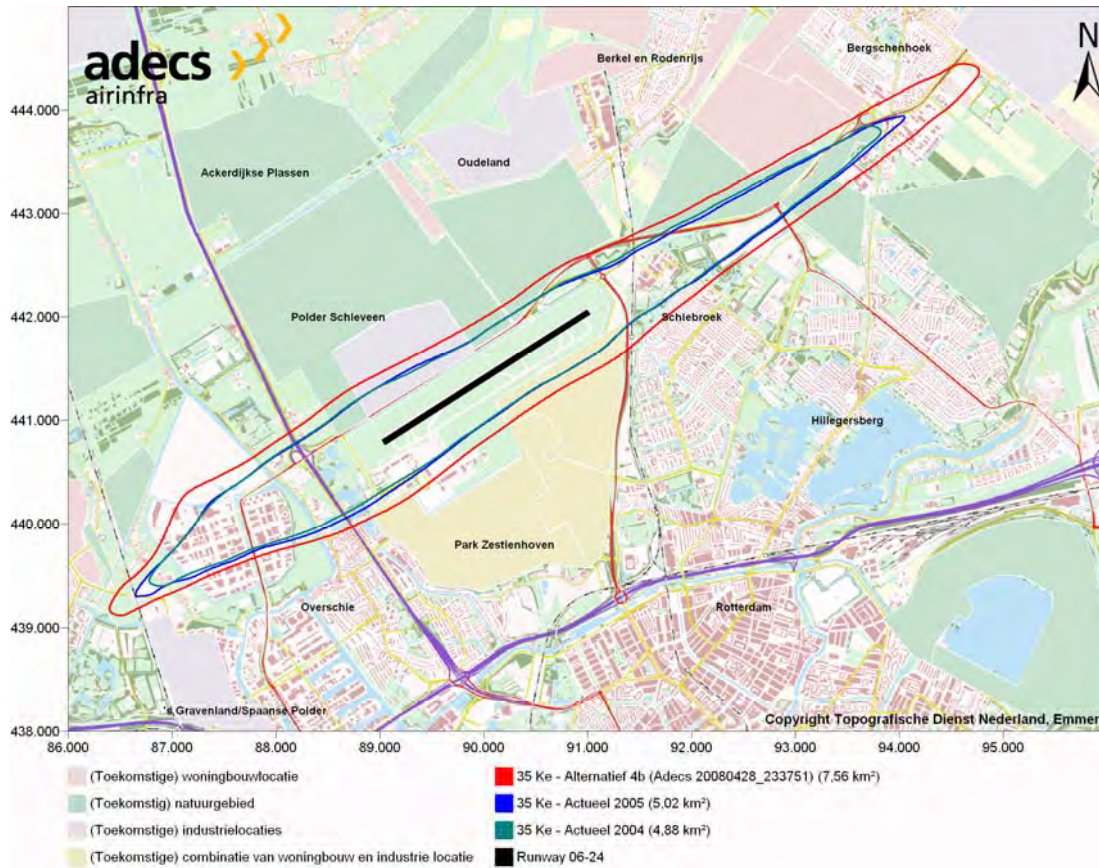 adecs
airinfra
N
Bergschenhoek
Berkel en Rodenrijs
444.000
Oudeland
Ackerdijkse Plassen
443.000
442.000
Polder Schieveen
Schiebroek
441.000
Hillegersberg
440.000
Park Zestienhoven
439.000
Overschie
Rotterdam
's Gravenland/Spaanse Polder
438.000
Copyright Topografische Dienst Nederland, Emmen
86.000 87.000 88.000 89.000 90.000 91.000 92.000 93.000 94.000 95.000
(Toekomstige) woningbouwlocatie
(Toekomstig) natuurgebied
(Toekomstige) industrielocaties
(Toekomstige) combinatie van woningbouw en industrie locatie
35 Ke - Alternatief 4b (Adecs 20080428_233751) (7,56 km²)
35 Ke - Actueel 2005 (5,02 km²)
35 Ke - Actueel 2004 (4,88 km²)
Runway 06-24